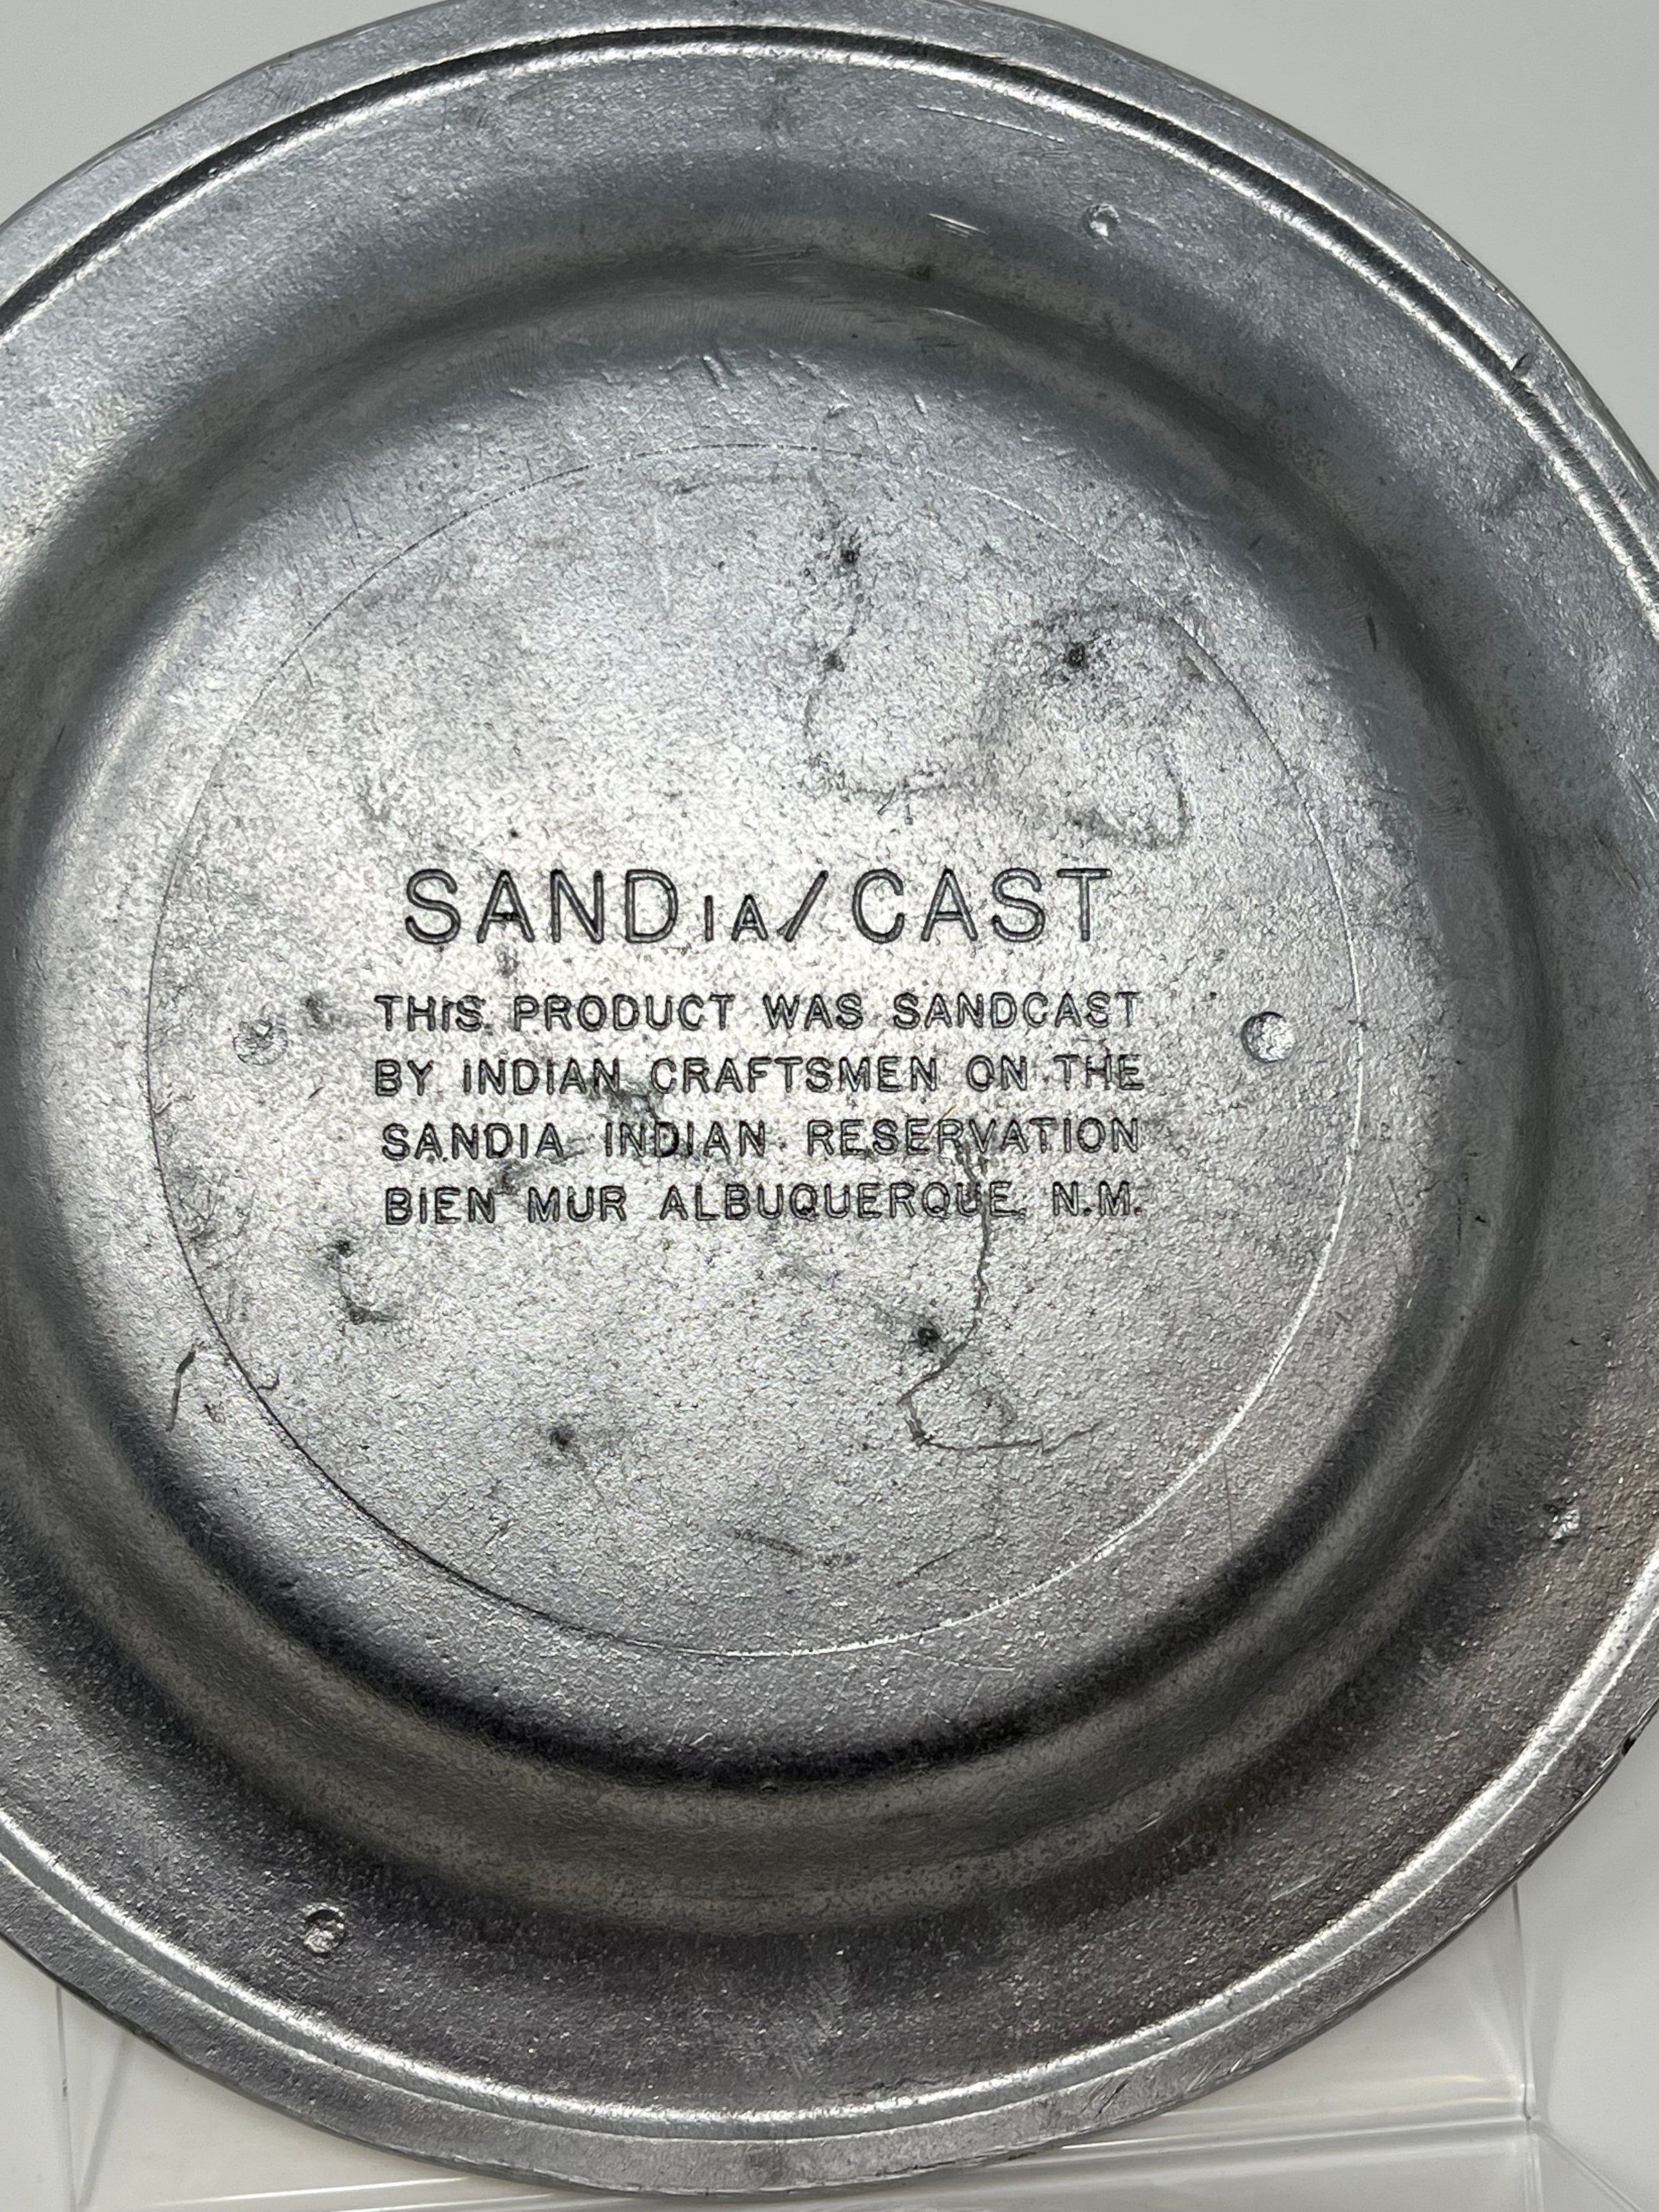 SANDIA/CAST
THIS PRODUCT WAS SANDCAST
BY INDIAN CRAFTSMEN ON THE
SANDIA INDIAN RESERVATION
BIEN MUR ALBUQUERQUE, N.M.